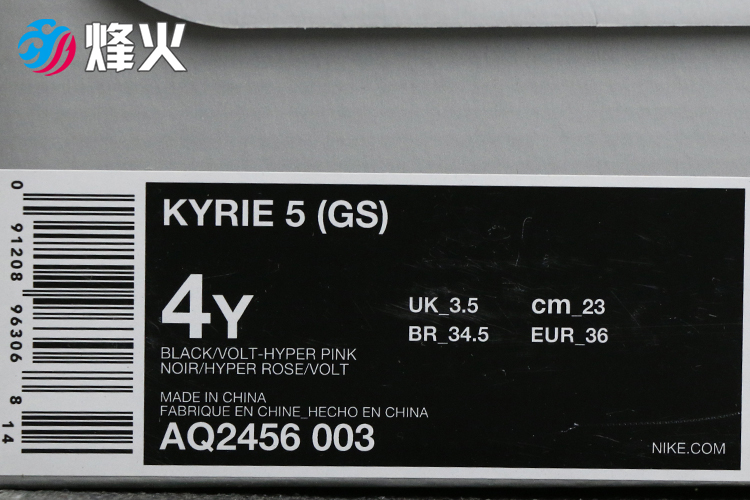 烽火
KYRIE 5 (GS)
4Y
UK_3.5 cm_23
BR_34.5 EUR_36
BLACK/VOLT-HYPER PINK
NOIR/HYPER ROSE/VOLT
MADE IN CHINA
FABRIQUE EN CHINE_HECHO EN CHINA
AQ2456 003
NIKE.COM
0 91208 96306 8 14